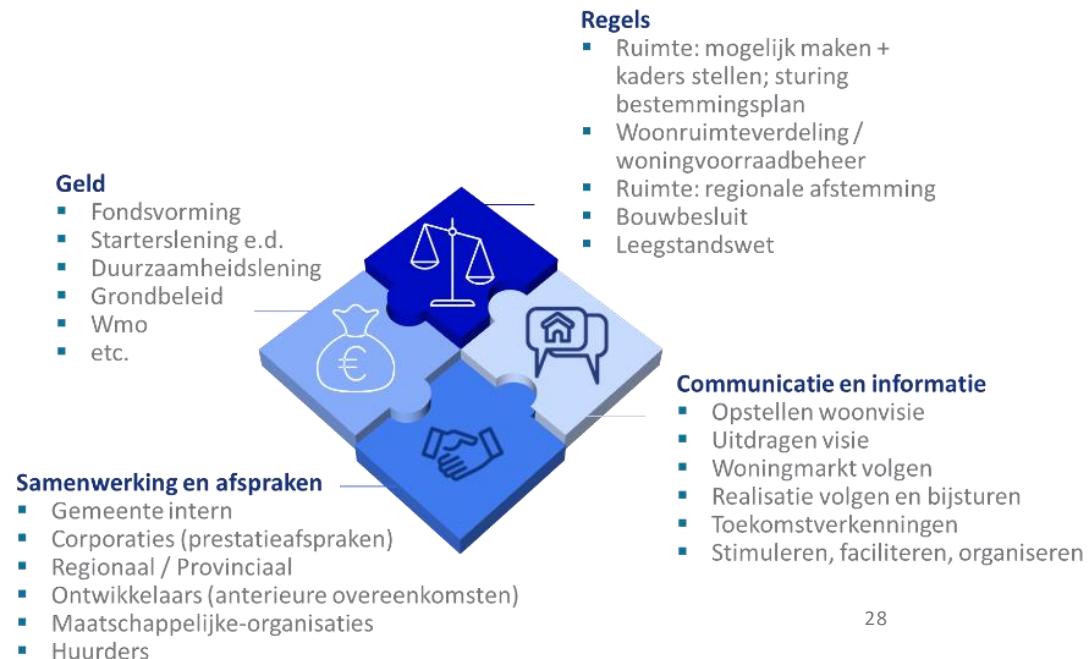 Regels
▪ Ruimte: mogelijk maken +
kaders stellen; sturing
bestemmingsplan
▪ Woonruimteverdeling /
woningvoorraadbeheer
▪ Ruimte: regionale afstemming
▪ Bouwbesluit
▪ Leegstandswet
Geld
▪ Fondsvorming
▪ Starterslening e.d.
▪ Duurzaamheidslening
▪ Grondbeleid
▪ Wmo
▪ etc.
€
Communicatie en informatie
▪ Opstellen woonvisie
▪ Uitdragen visie
▪ Woningmarkt volgen
▪ Realisatie volgen en bijsturen
▪ Toekomstverkenningen
▪ Stimuleren, faciliteren, organiseren
Samenwerking en afspraken
▪ Gemeente intern
▪ Corporaties (prestatieafspraken)
▪ Regionaal / Provinciaal
▪ Ontwikkelaars (anterieure overeenkomsten)
▪ Maatschappelijke-organisaties
▪ Huurders
28